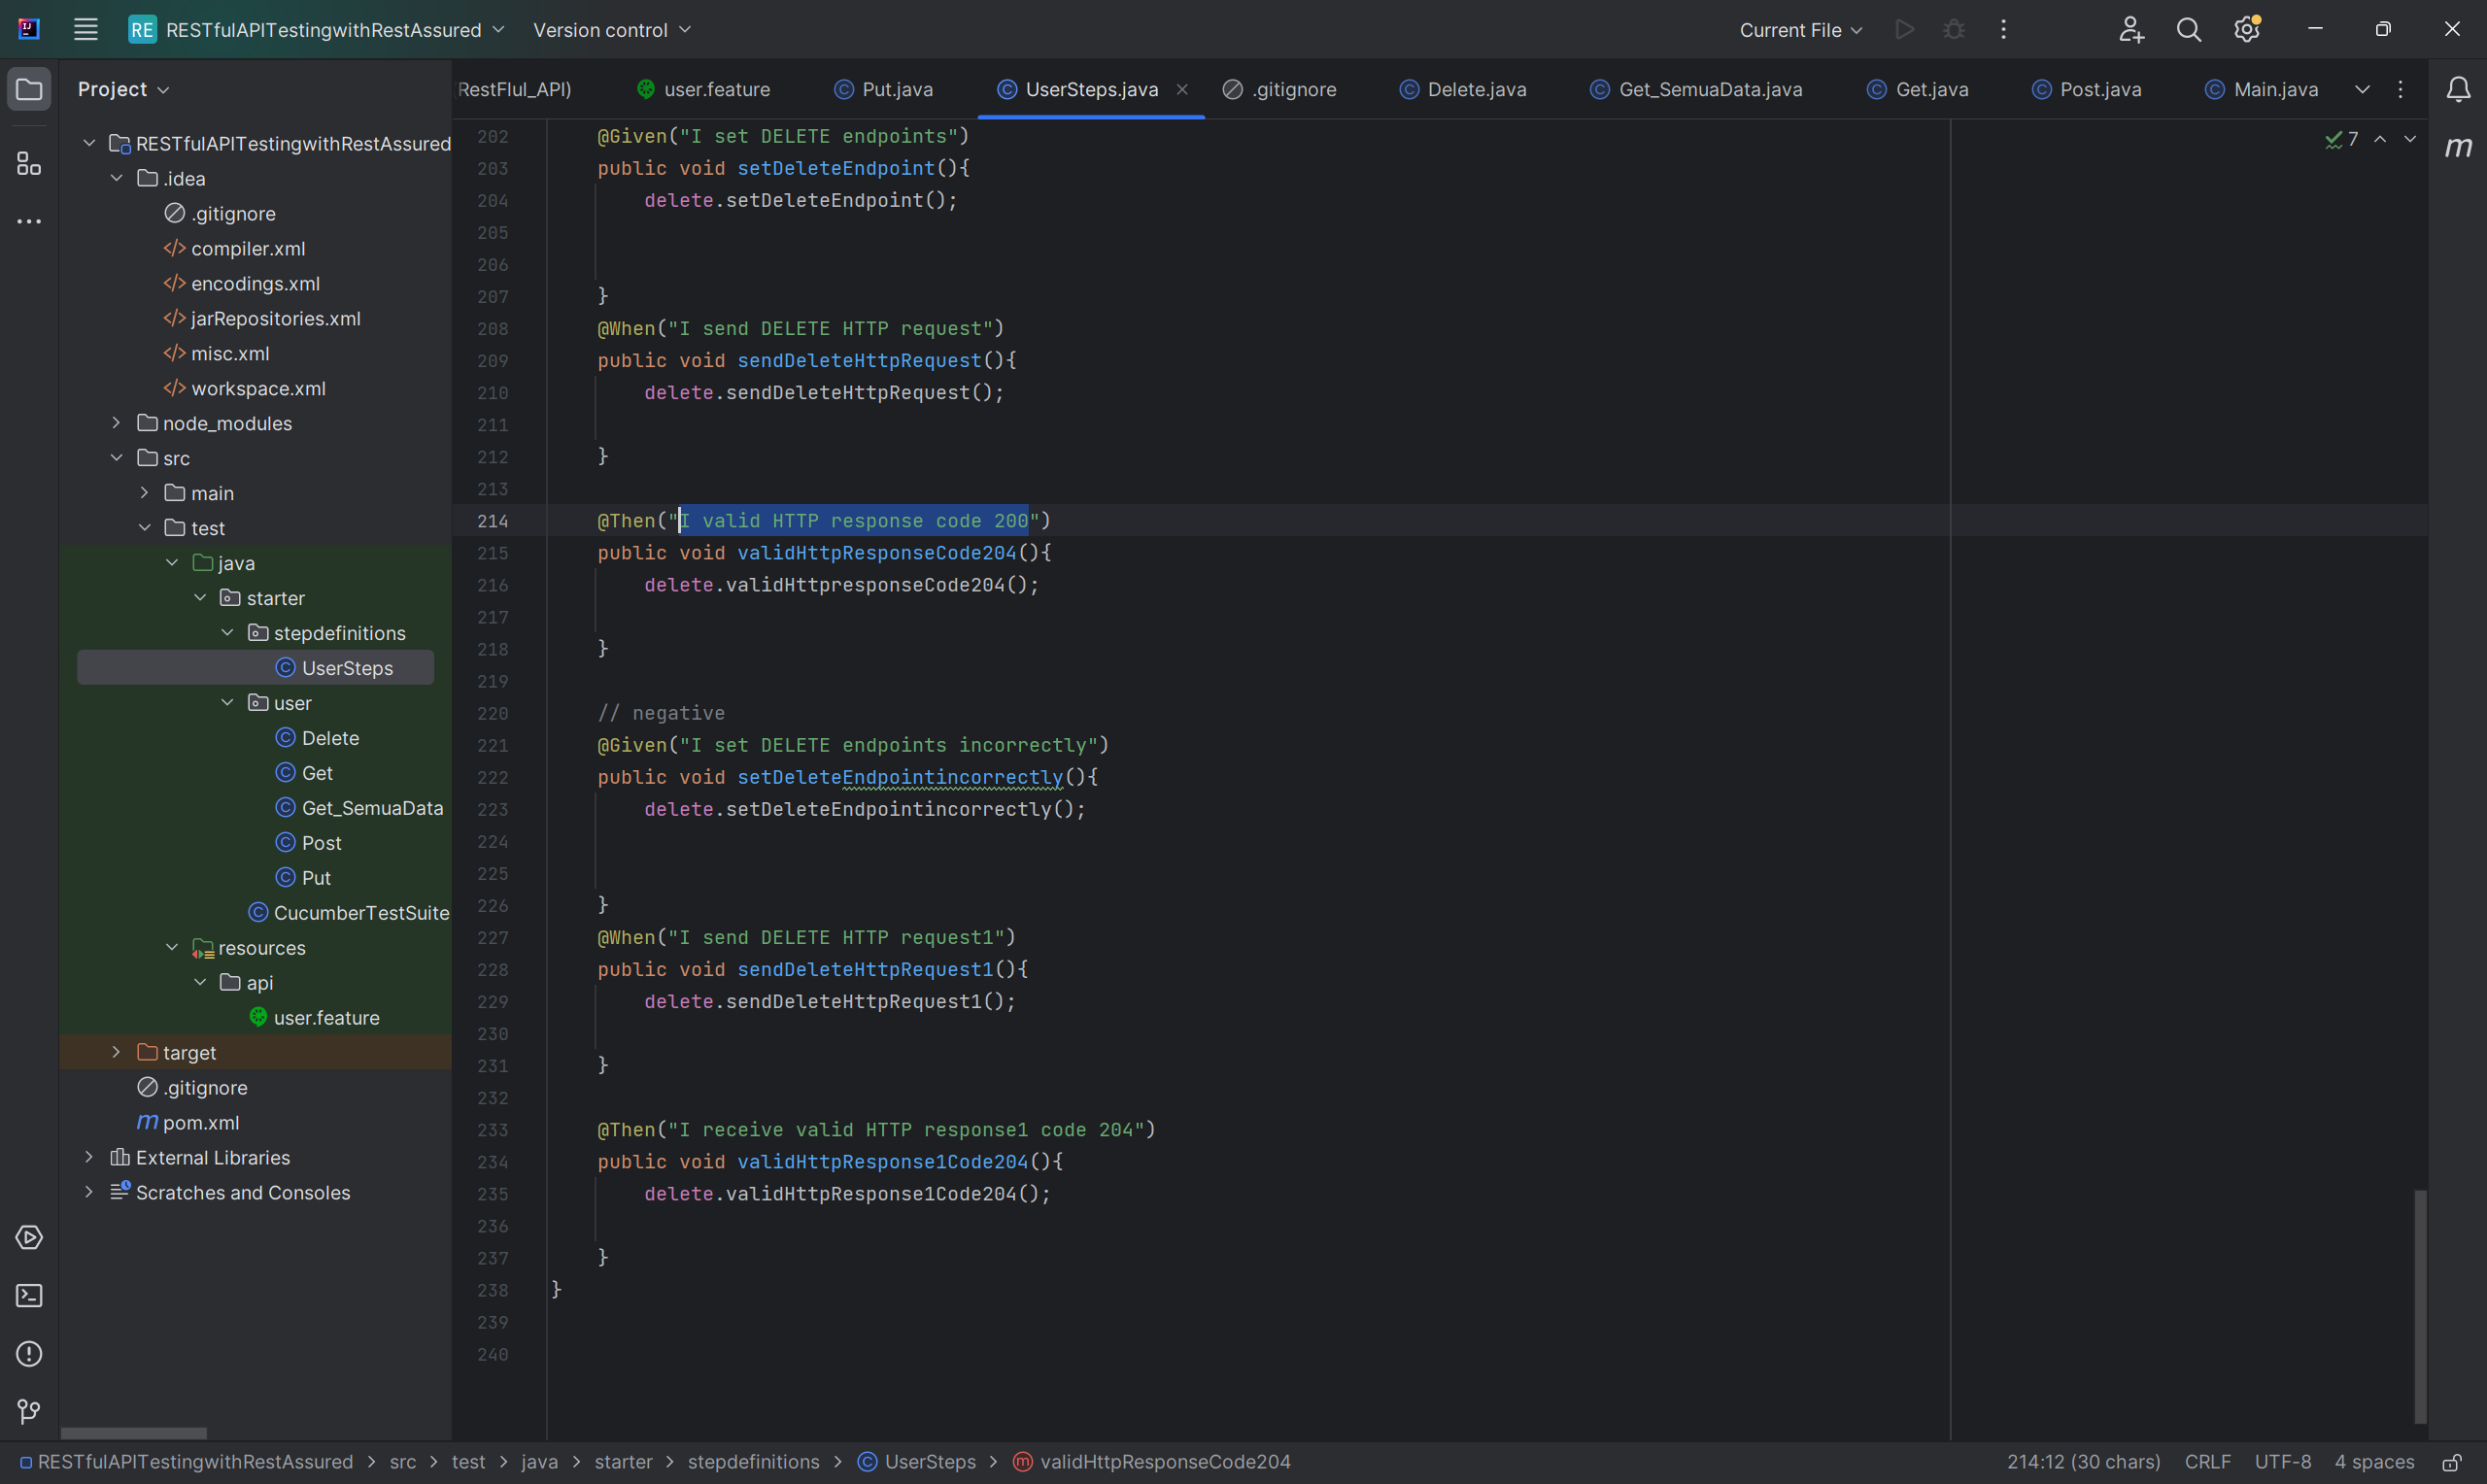 RE RESTfulAPITestingwithRestAssured Version control Current File
Project
RestFlul_API) user.feature Put.java UserSteps.java .gitignore Delete.java Get_SemuaData.java Get.java Post.java Main.java
RESTfulAPITestingwithRestAssured
.idea
.gitignore
compiler.xml
encodings.xml
jarRepositories.xml
misc.xml
workspace.xml
node_modules
src
main
test
java
starter
stepdefinitions
UserSteps
user
Delete
Get
Get_SemuaData
Post
Put
CucumberTestSuite
resources
api
user.feature
target
.gitignore
m pom.xml
External Libraries
Scratches and Consoles
7
m
202 @Given("I set DELETE endpoints")
203 public void setDeleteEndpoint(){
204 delete.setDeleteEndpoint();
205
206
207 }
208 @When("I send DELETE HTTP request")
209 public void sendDeleteHttpRequest(){
210 delete.sendDeleteHttpRequest();
211
212 }
213
214 @Then("I valid HTTP response code 200")
215 public void validHttpResponseCode204(){
216 delete.validHttpresponseCode204();
217
218 }
219
220 // negative
221 @Given("I set DELETE endpoints incorrectly")
222 public void setDeleteEndpointincorrectly(){
223 delete.setDeleteEndpointincorrectly();
224
225
226 }
227 @When("I send DELETE HTTP request1")
228 public void sendDeleteHttpRequest1(){
229 delete.sendDeleteHttpRequest1();
230
231 }
232
233 @Then("I receive valid HTTP response1 code 204")
234 public void validHttpResponse1Code204(){
235 delete.validHttpResponse1Code204();
236
237 }
238 }
239
240
RESTfulAPITestingwithRestAssured > src > test > java > starter > stepdefinitions > UserSteps > validHttpResponseCode204 214:12 (30 chars) CRLF UTF-8 4 spaces